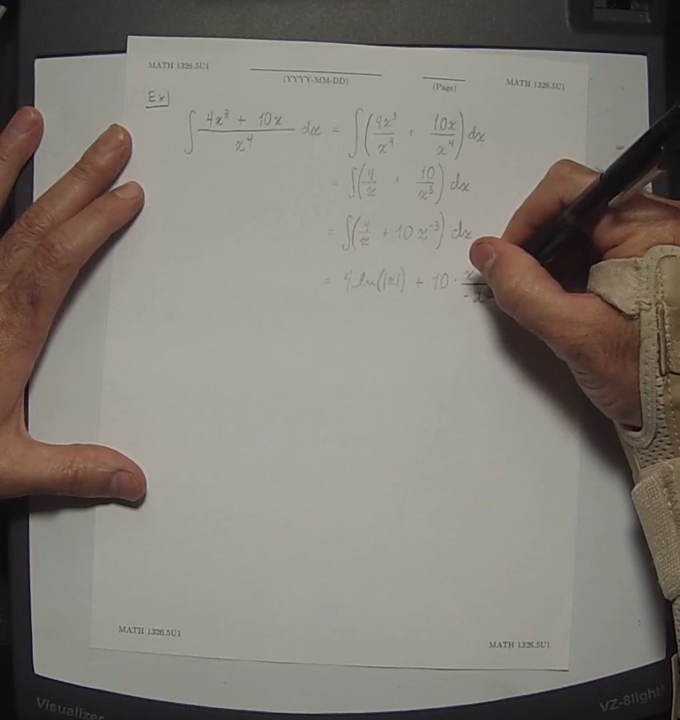 MATH 1326.5U1
(YYYY-MM-DD)
(Page)
MATH 1326.5U1
Ex)
∫ (4x³ + 10x)/x⁴ dx = ∫(4x³/x⁴ + 10x/x⁴) dx
= ∫(4/x + 10/x³) dx
= ∫(4/x + 10x⁻³) dx
= 4 ln(|x|) + 10 ·
MATH 1326.5U1
MATH 1326.5U1
Visualizer
VZ-8light